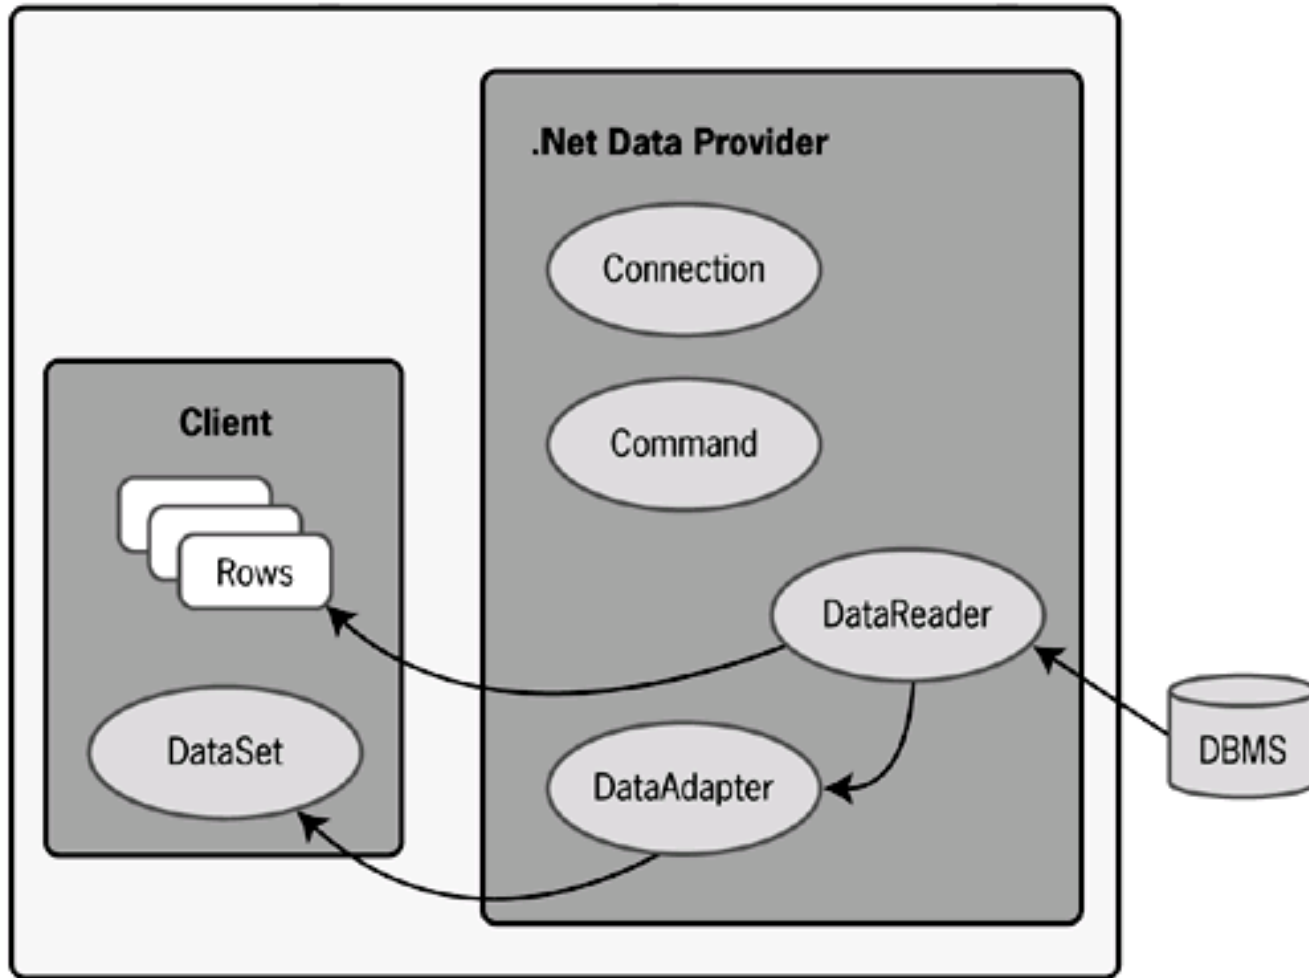 .Net Data Provider
Connection
Command
Client
Rows
DataReader
DataSet
DataAdapter
DBMS